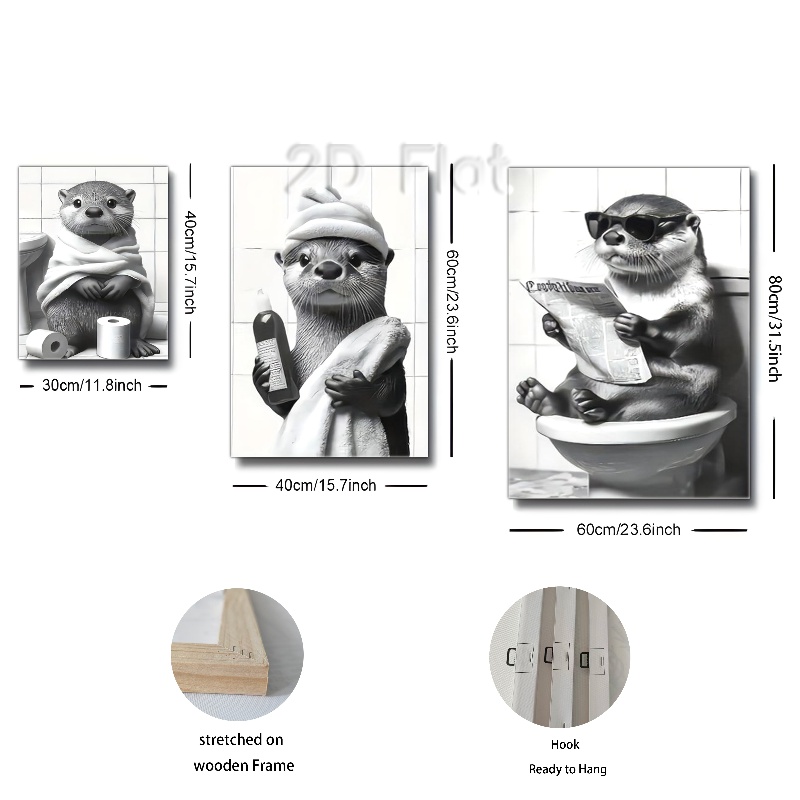 2D Flat
40cm/15.7inch
30cm/11.8inch
60cm/23.6inch
40cm/15.7inch
80cm/31.5inch
60cm/23.6inch
stretched on
wooden Frame
Hook
Ready to Hang